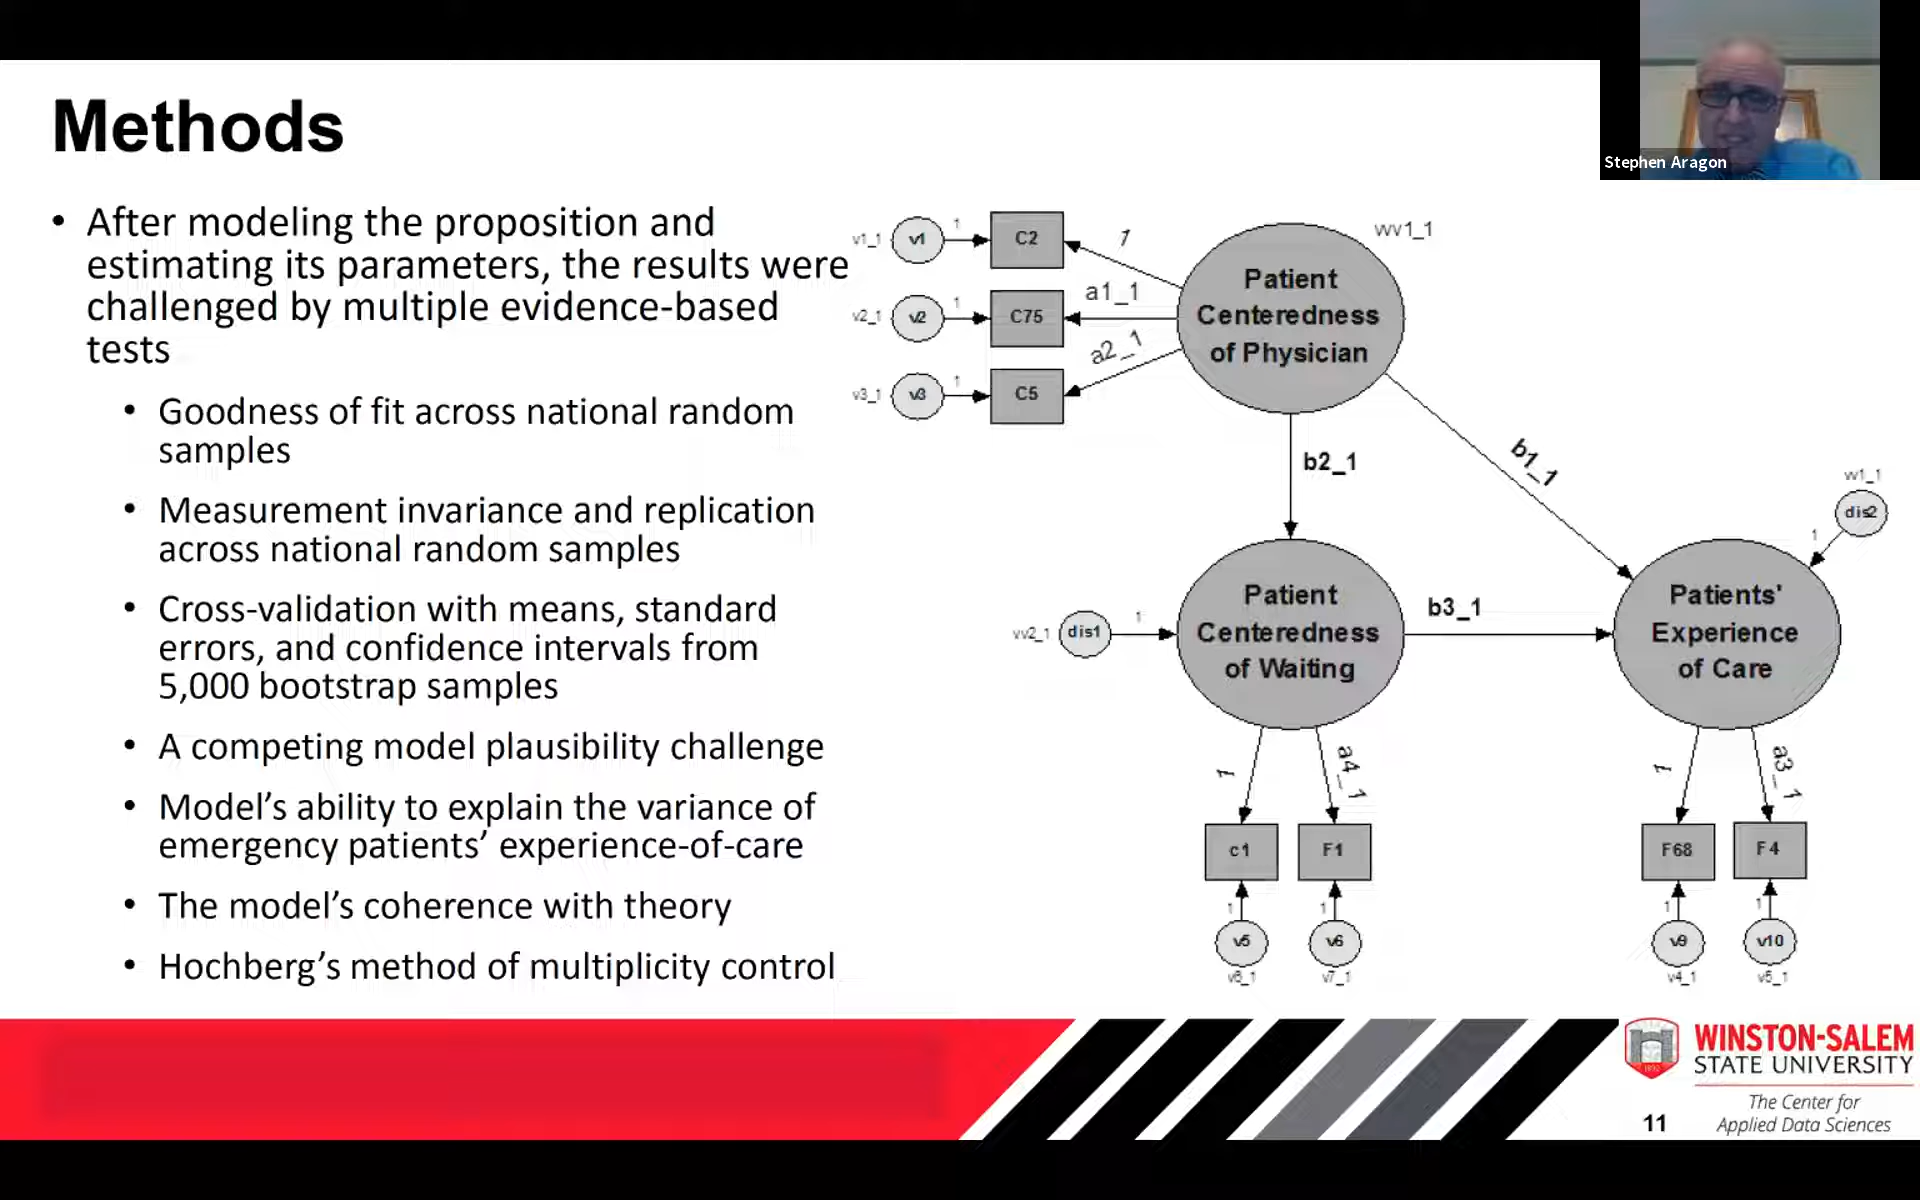 Stephen Aragon
Methods
• After modeling the proposition and
estimating its parameters, the results were
challenged by multiple evidence-based
tests
• Goodness of fit across national random
samples
• Measurement invariance and replication
across national random samples
• Cross-validation with means, standard
errors, and confidence intervals from
5,000 bootstrap samples
• A competing model plausibility challenge
• Model’s ability to explain the variance of
emergency patients’ experience-of-care
• The model’s coherence with theory
• Hochberg’s method of multiplicity control
v1_1 v1 1 C2 1
v2_1 v2 1 C75 a1_1
v3_1 v3 1 C5 a2_1
Patient
Centeredness
of Physician
b2_1
b1_1
dis2
1
vv2_1 dis1 1
Patient
Centeredness
of Waiting
b3_1
Patients'
Experience
of Care
1 a4_1
1 a3_1
c1 F1
F68 F4
1 1
1 1
v5 v6
v9 v10
v7_1
v4_1 v5_1
WINSTON-SALEM
STATE UNIVERSITY
1892
The Center for
Applied Data Sciences
11